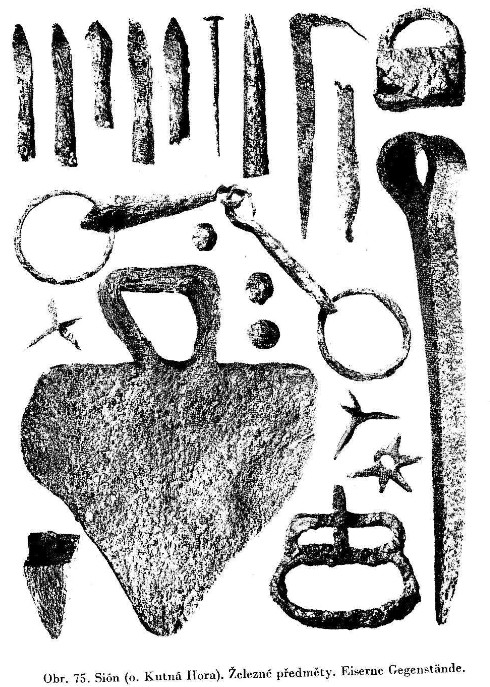 Obr. 75. Sión (o. Kutná Hora). Železné předměty. Eiserne Gegenstände.